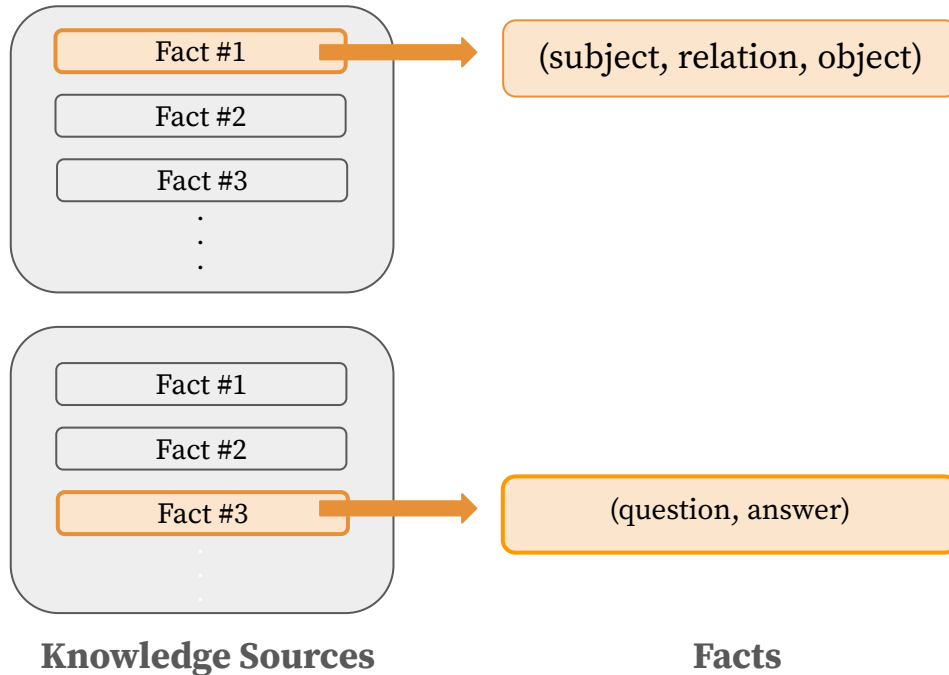 Fact #1
(subject, relation, object)
Fact #2
Fact #3
.
.
.
Fact #1
Fact #2
Fact #3
(question, answer)
.
.
.
Knowledge Sources
Facts